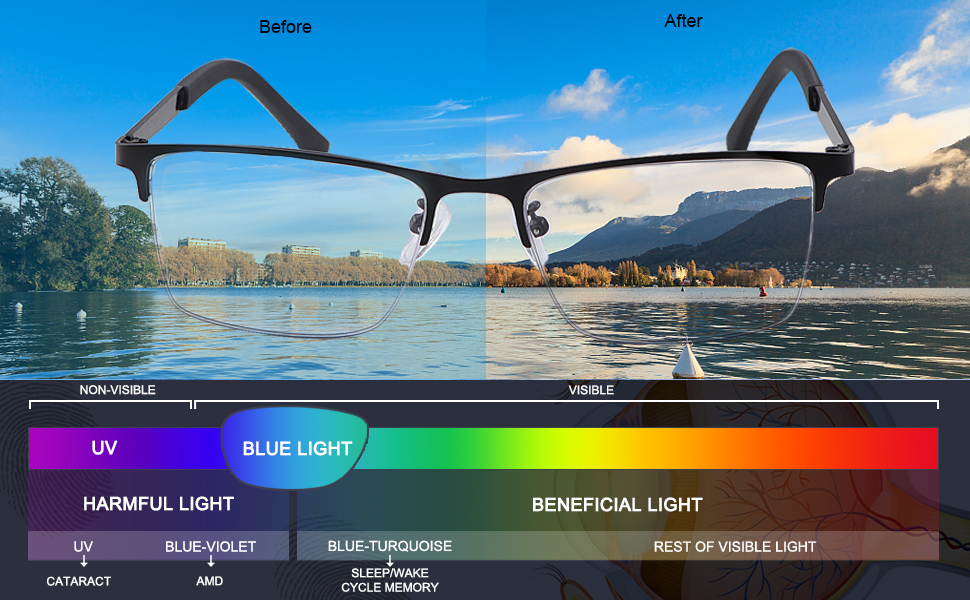 Before
After
NON-VISIBLE
VISIBLE
UV
BLUE LIGHT
HARMFUL LIGHT
BENEFICIAL LIGHT
UV
BLUE-VIOLET
BLUE-TURQUOISE
REST OF VISIBLE LIGHT
CATARACT
AMD
SLEEP/WAKE
CYCLE MEMORY